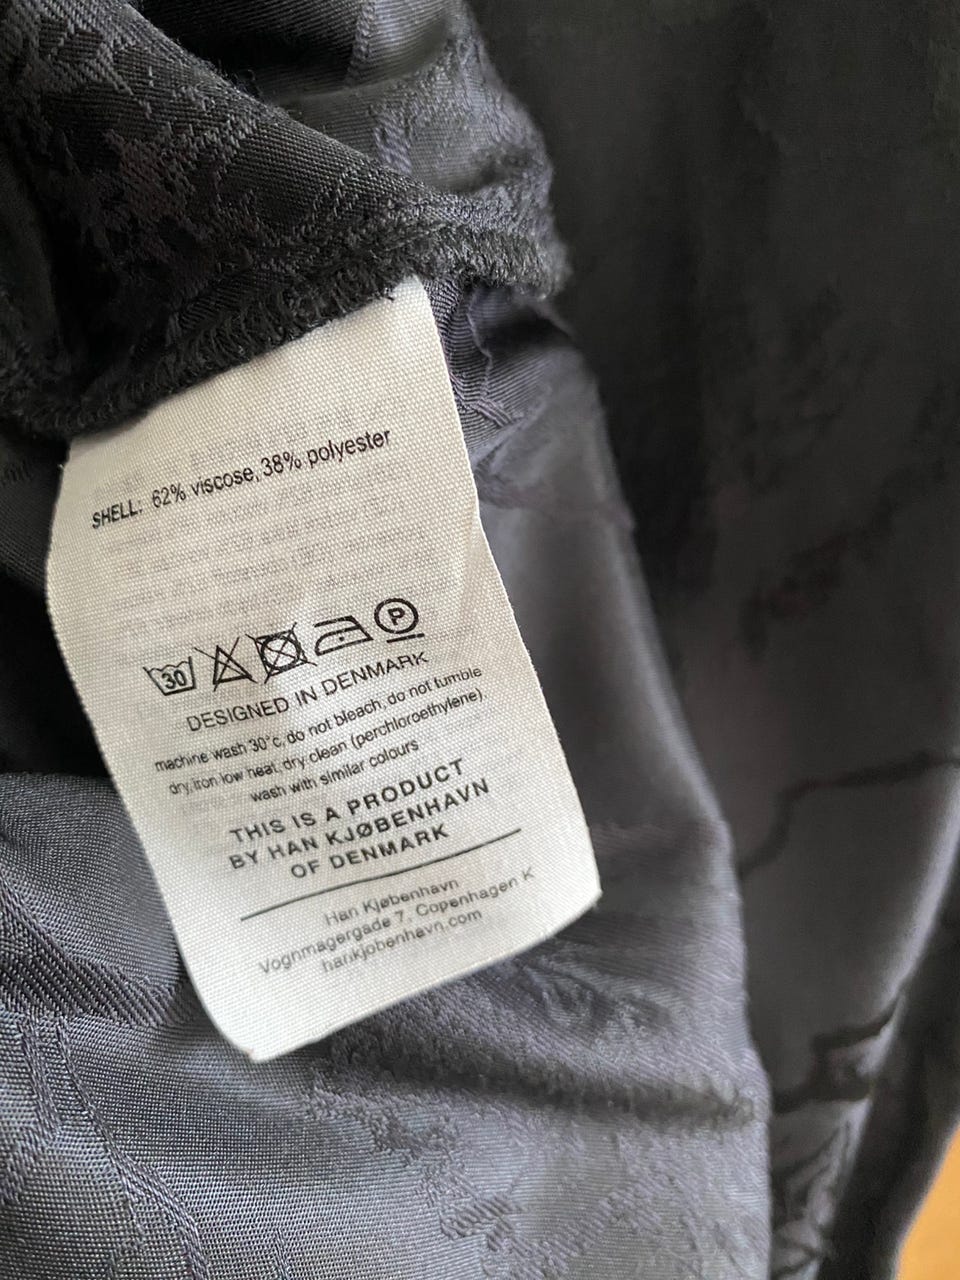 SHELL: 62% viscose, 38% polyester
30 P
DESIGNED IN DENMARK
machine wash 30°c, do not bleach, do not tumble
dry, iron low heat, dry clean (perchloroethylene)
wash with similar colours
THIS IS A PRODUCT
BY HAN KJØBENHAVN
OF DENMARK
Han Kjøbenhavn
Vognmagergade 7, Copenhagen K
hankjobenhavn.com